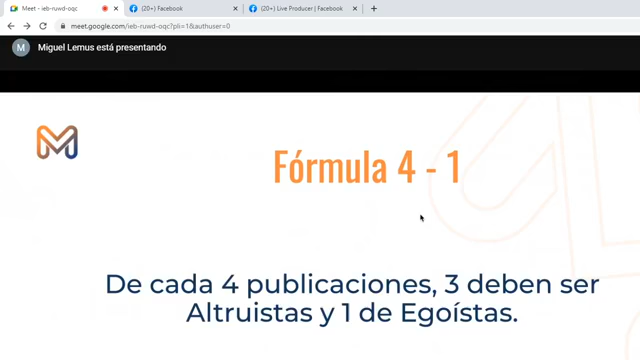 Meet - ieb-ruwd-oqc
(20+) Facebook
(20+) Live Producer | Facebook
meet.google.com/ieb-ruwd-oqc?pli=1&authuser=0
M
Miguel Lemus está presentando
Fórmula 4 - 1
De cada 4 publicaciones, 3 deben ser
Altruistas y 1 de Egoístas.